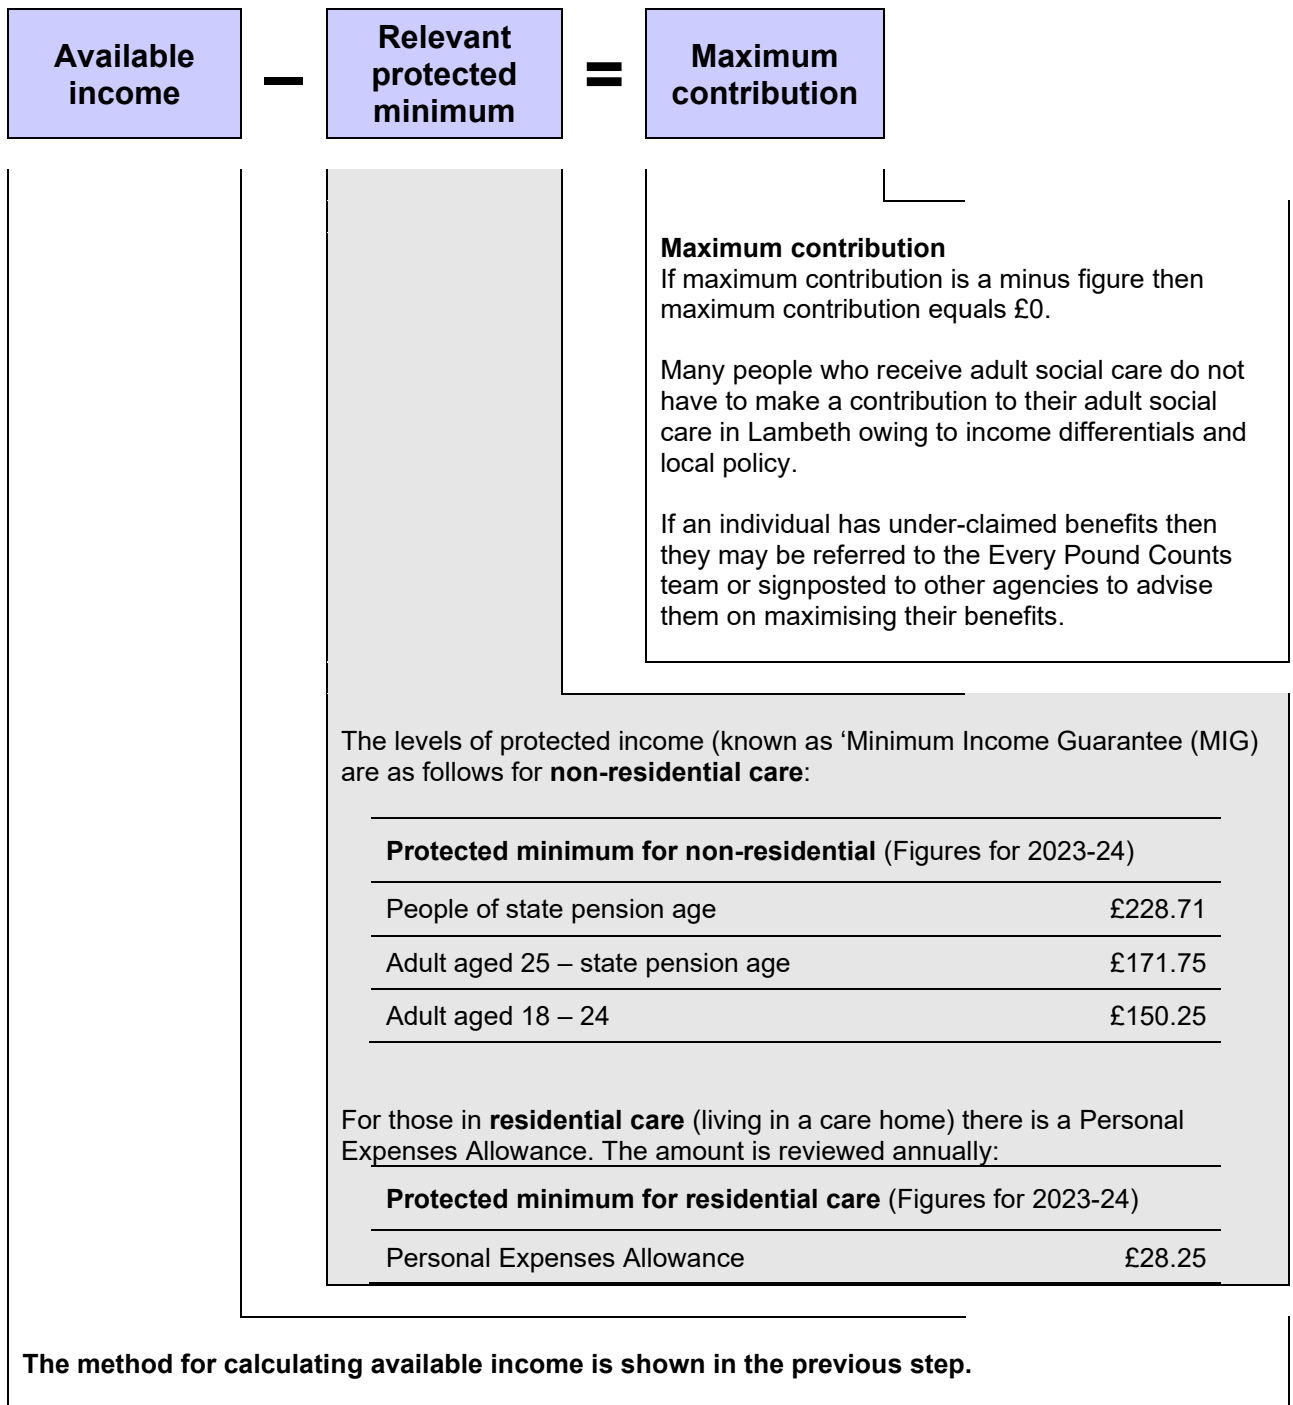 Available
income
–
Relevant
protected
minimum
=
Maximum
contribution
Maximum contribution
If maximum contribution is a minus figure then
maximum contribution equals £0.
Many people who receive adult social care do not
have to make a contribution to their adult social
care in Lambeth owing to income differentials and
local policy.
If an individual has under-claimed benefits then
they may be referred to the Every Pound Counts
team or signposted to other agencies to advise
them on maximising their benefits.
The levels of protected income (known as ‘Minimum Income Guarantee (MIG)
are as follows for non-residential care:
Protected minimum for non-residential (Figures for 2023-24)
People of state pension age £228.71
Adult aged 25 – state pension age £171.75
Adult aged 18 – 24 £150.25
For those in residential care (living in a care home) there is a Personal
Expenses Allowance. The amount is reviewed annually:
Protected minimum for residential care (Figures for 2023-24)
Personal Expenses Allowance £28.25
The method for calculating available income is shown in the previous step.